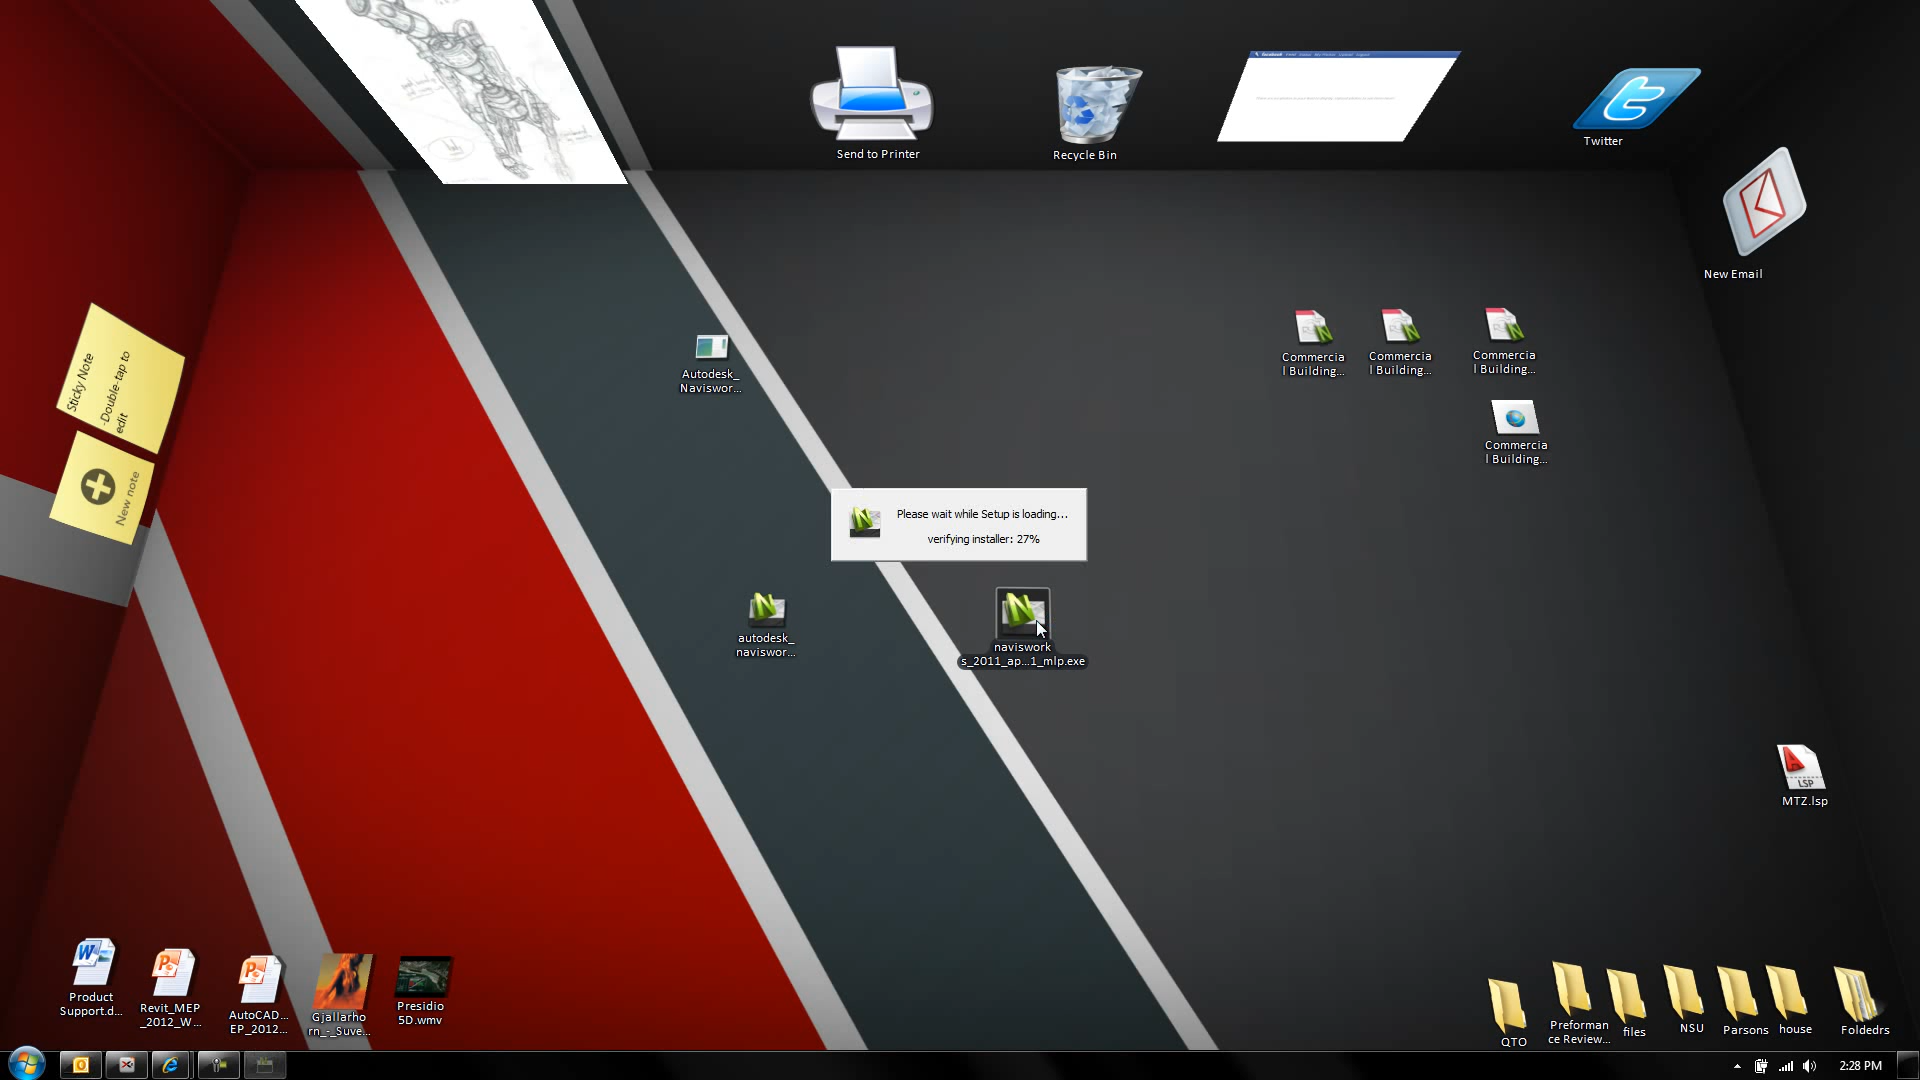 facebook
Send to Printer
Recycle Bin
Twitter
New Email
Sticky Note
-Double-tap to
edit
New note
Autodesk_
Naviswor...
Commercia
l Building...
Commercia
l Building...
Commercia
l Building...
Commercia
l Building...
Please wait while Setup is loading...
verifying installer: 27%
autodesk_
naviswor...
naviswork
s_2011_ap...1_mlp.exe
LSP
MTZ.lsp
Product
Support.d...
Revit_MEP
_2012_W...
AutoCAD...
EP_2012...
Gjallarho
rn_-_Suve...
Presidio
5D.wmv
QTO
Preforman
ce Review...
files
NSU
Parsons
house
Foldedrs
2:28 PM